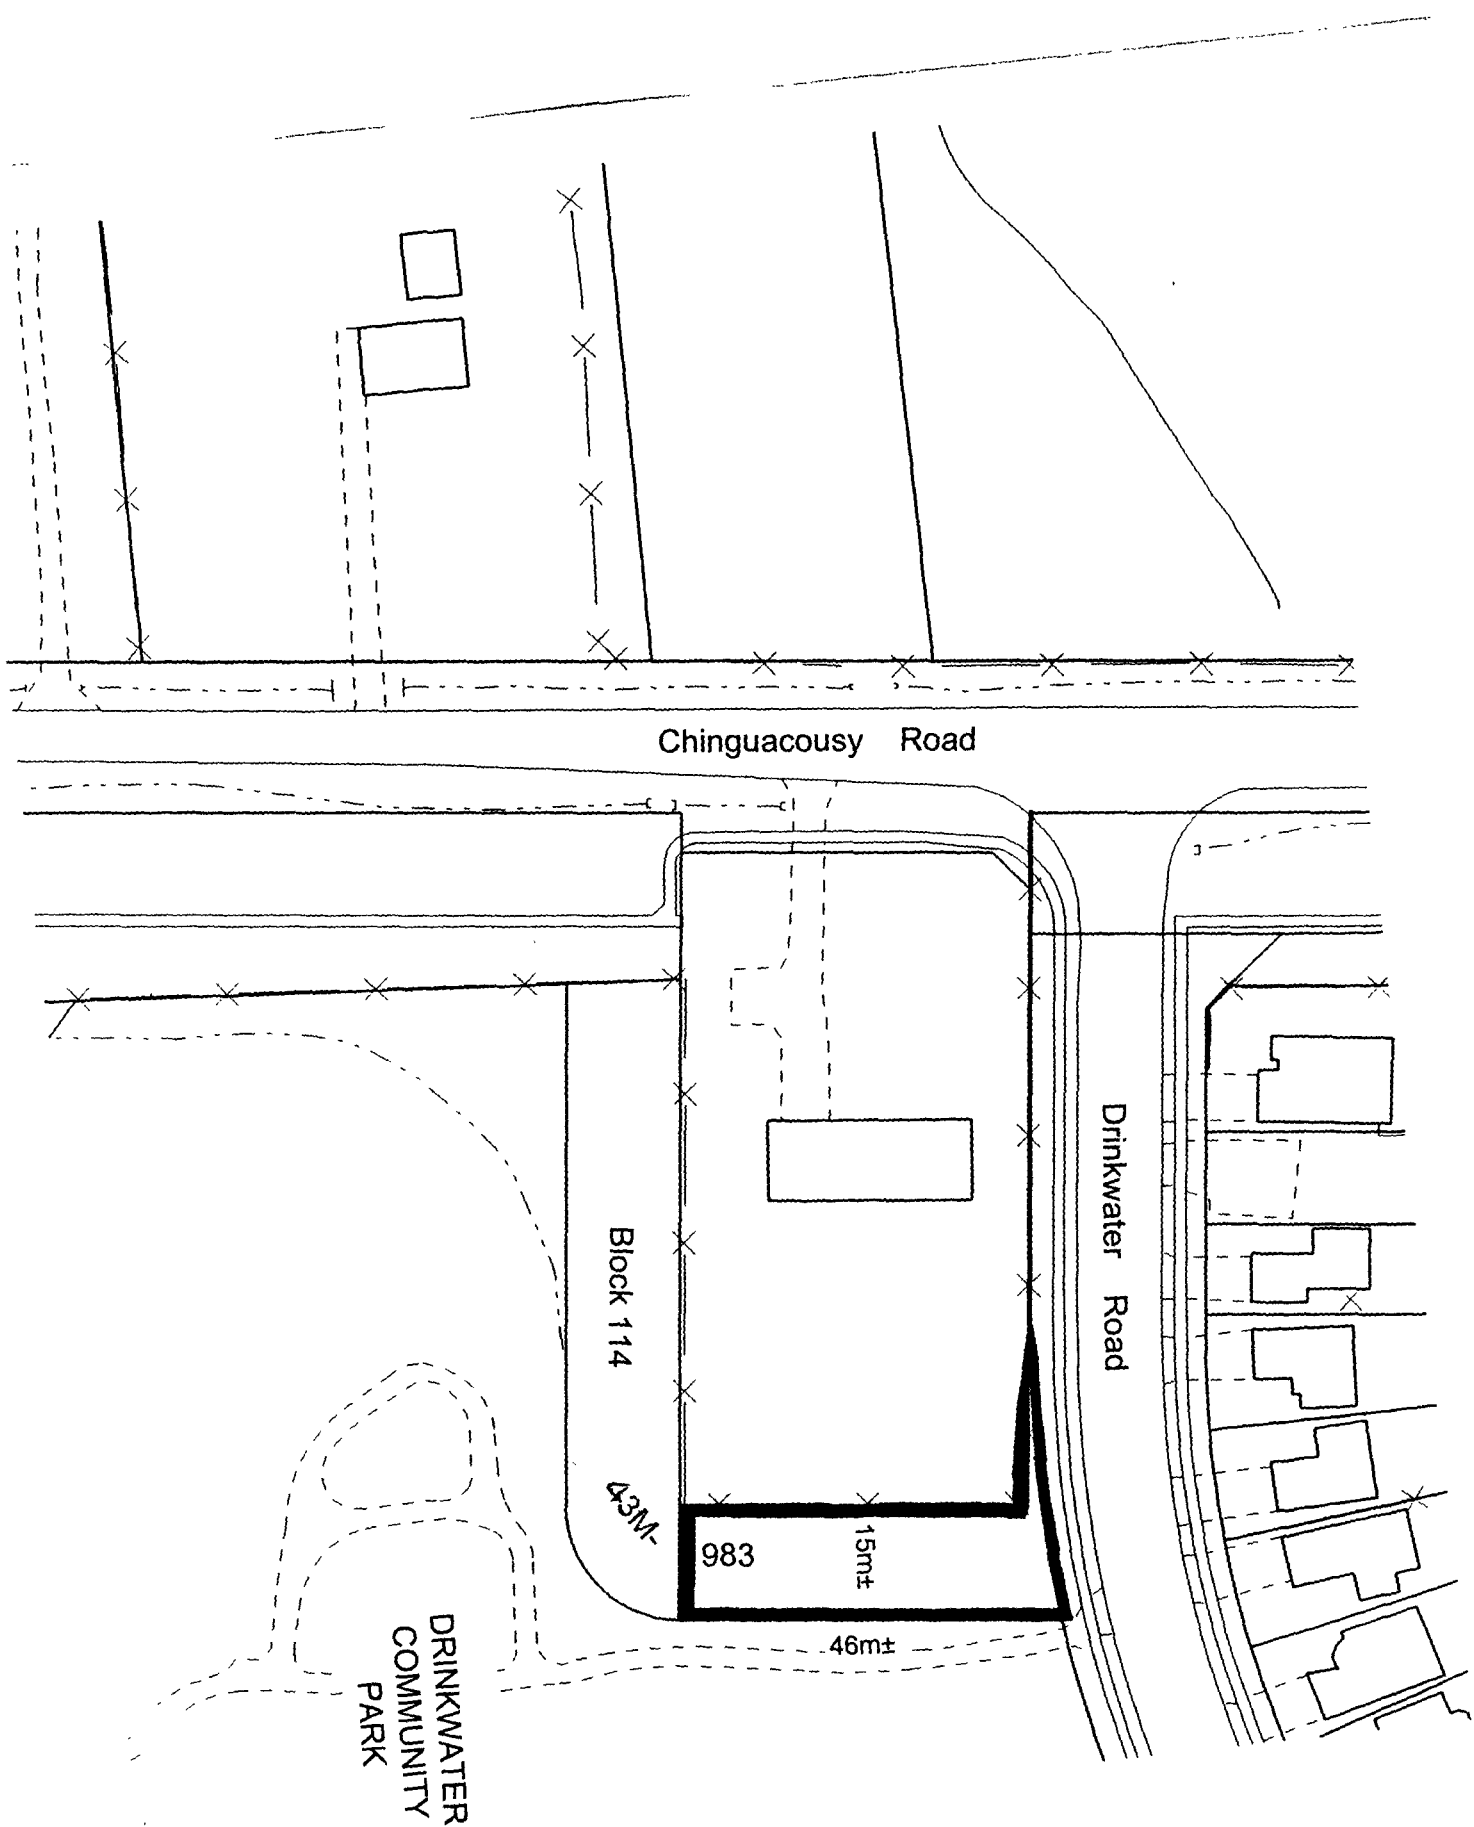 Chinguacousy Road
Drinkwater Road
Block 114
43M-
983
15m±
46m±
DRINKWATER
COMMUNITY
PARK